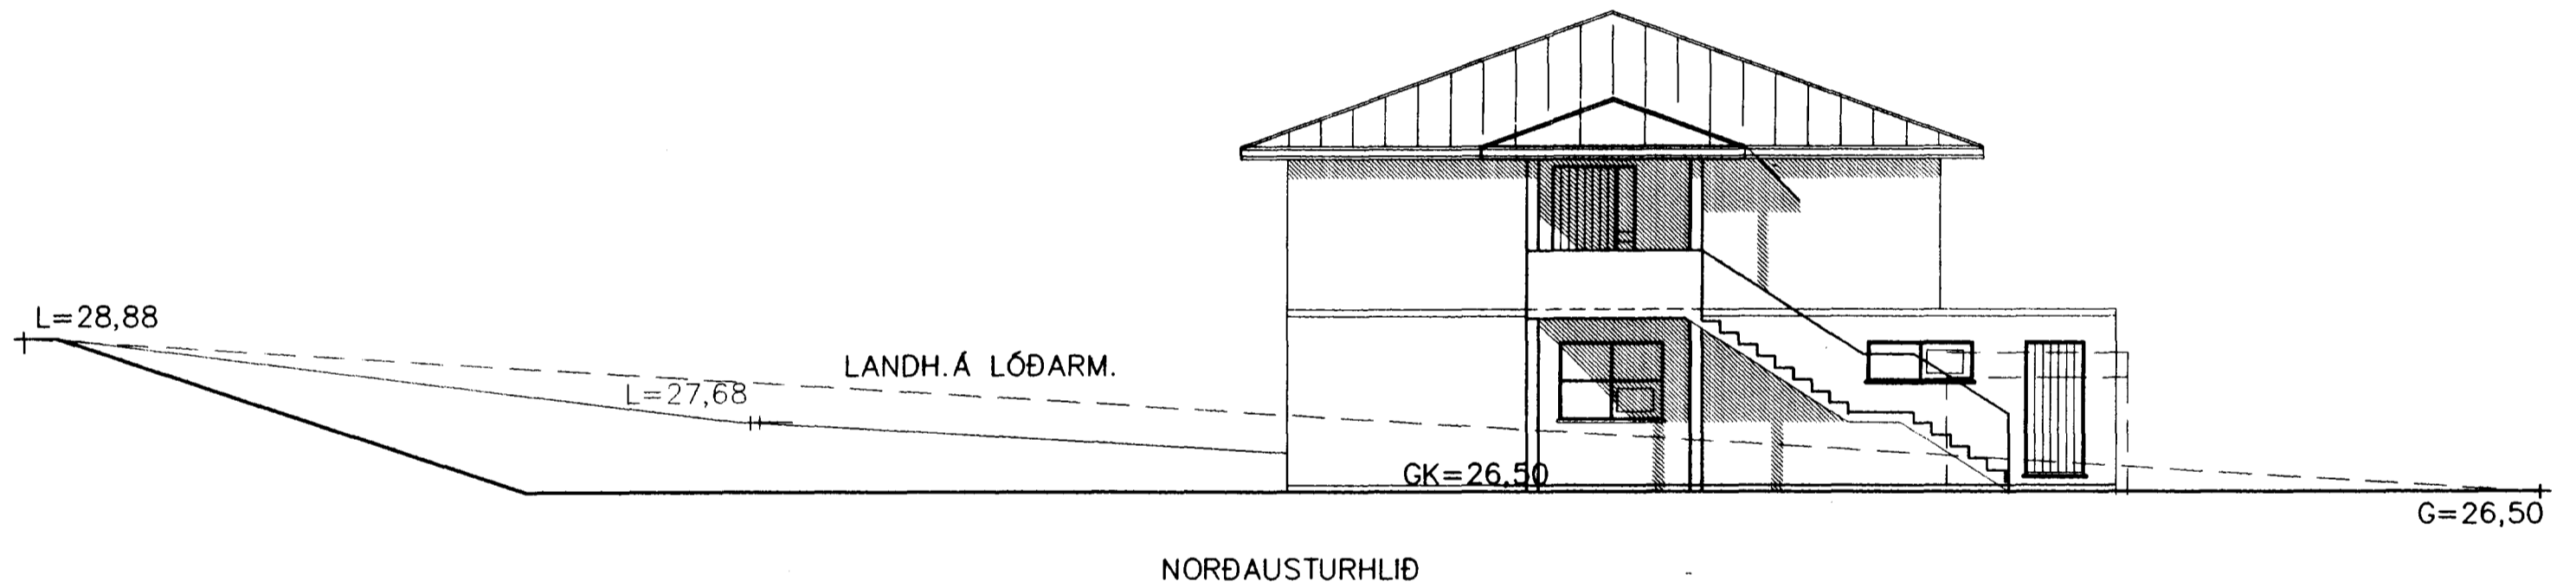 L=28,88
LANDH.Á LÓÐARM.
L=27,68
GK=26,50
G=26,50
NORÐAUSTURHLIÐ